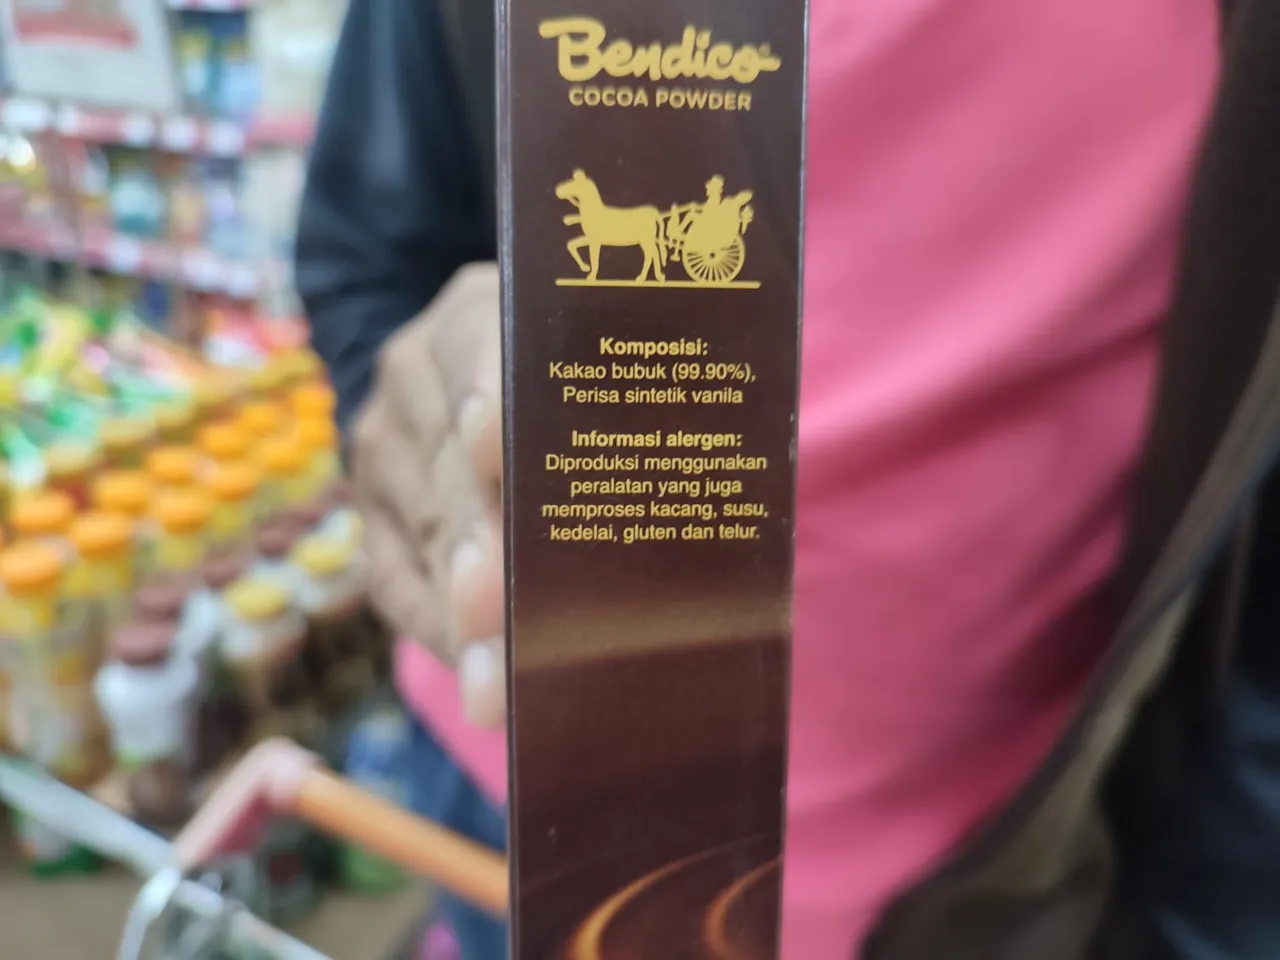 Bendico
COCOA POWDER
Komposisi:
Kakao bubuk (99.90%),
Perisa sintetik vanila
Informasi alergen:
Diproduksi menggunakan
peralatan yang juga
memproses kacang, susu,
kedelai, gluten dan telur.